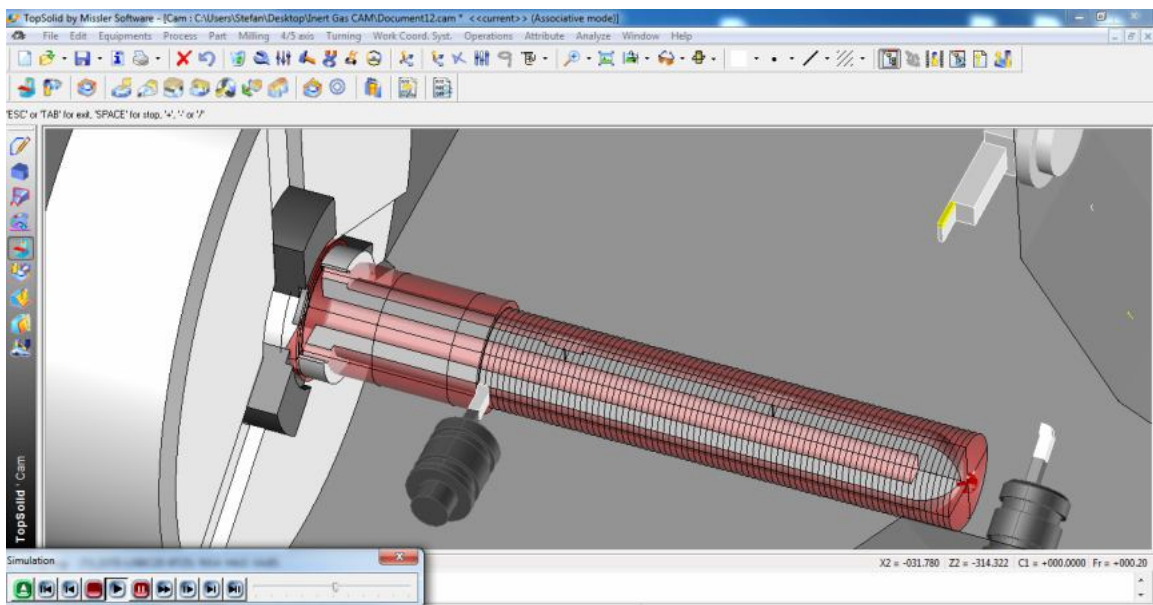 TopSolid by Missler Software - [Cam : C:\Users\Stefan\Desktop\Inert Gas CAM\Document12.cam * <<current>> (Associative mode)]
File Edit Equipments Process Part Milling 4/5 axis Turning Work Coord. Syst. Operations Attribute Analyze Window Help
'ESC' or 'TAB' for exit, 'SPACE' for stop, '+', '-' or '/'
TopSolid'Cam
Simulation
X2 = -031.780 Z2 = -314.322 C1 = +000.0000 Fr = +000.20